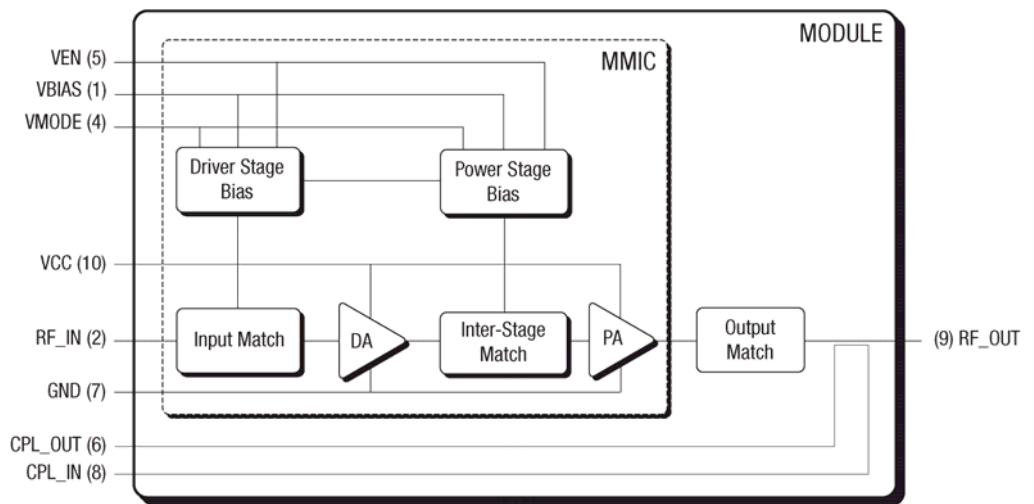 MODULE
MMIC
VEN (5)
VBIAS (1)
VMODE (4)
Driver Stage
Bias
Power Stage
Bias
VCC (10)
RF_IN (2)
Input Match
DA
Inter-Stage
Match
PA
Output
Match
(9) RF_OUT
GND (7)
CPL_OUT (6)
CPL_IN (8)